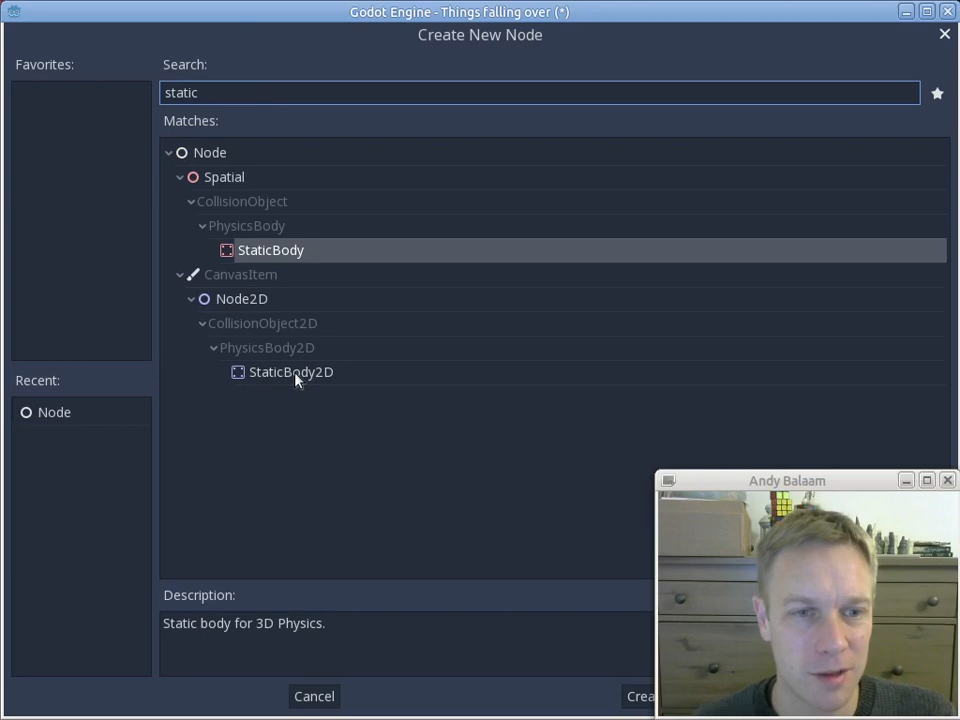 Godot Engine - Things falling over (*)
Create New Node
Favorites:
Search:
static
Matches:
Node
Spatial
CollisionObject
PhysicsBody
StaticBody
CanvasItem
Node2D
CollisionObject2D
PhysicsBody2D
StaticBody2D
Recent:
Node
Andy Balaam
Description:
Static body for 3D Physics.
Cancel
Crea